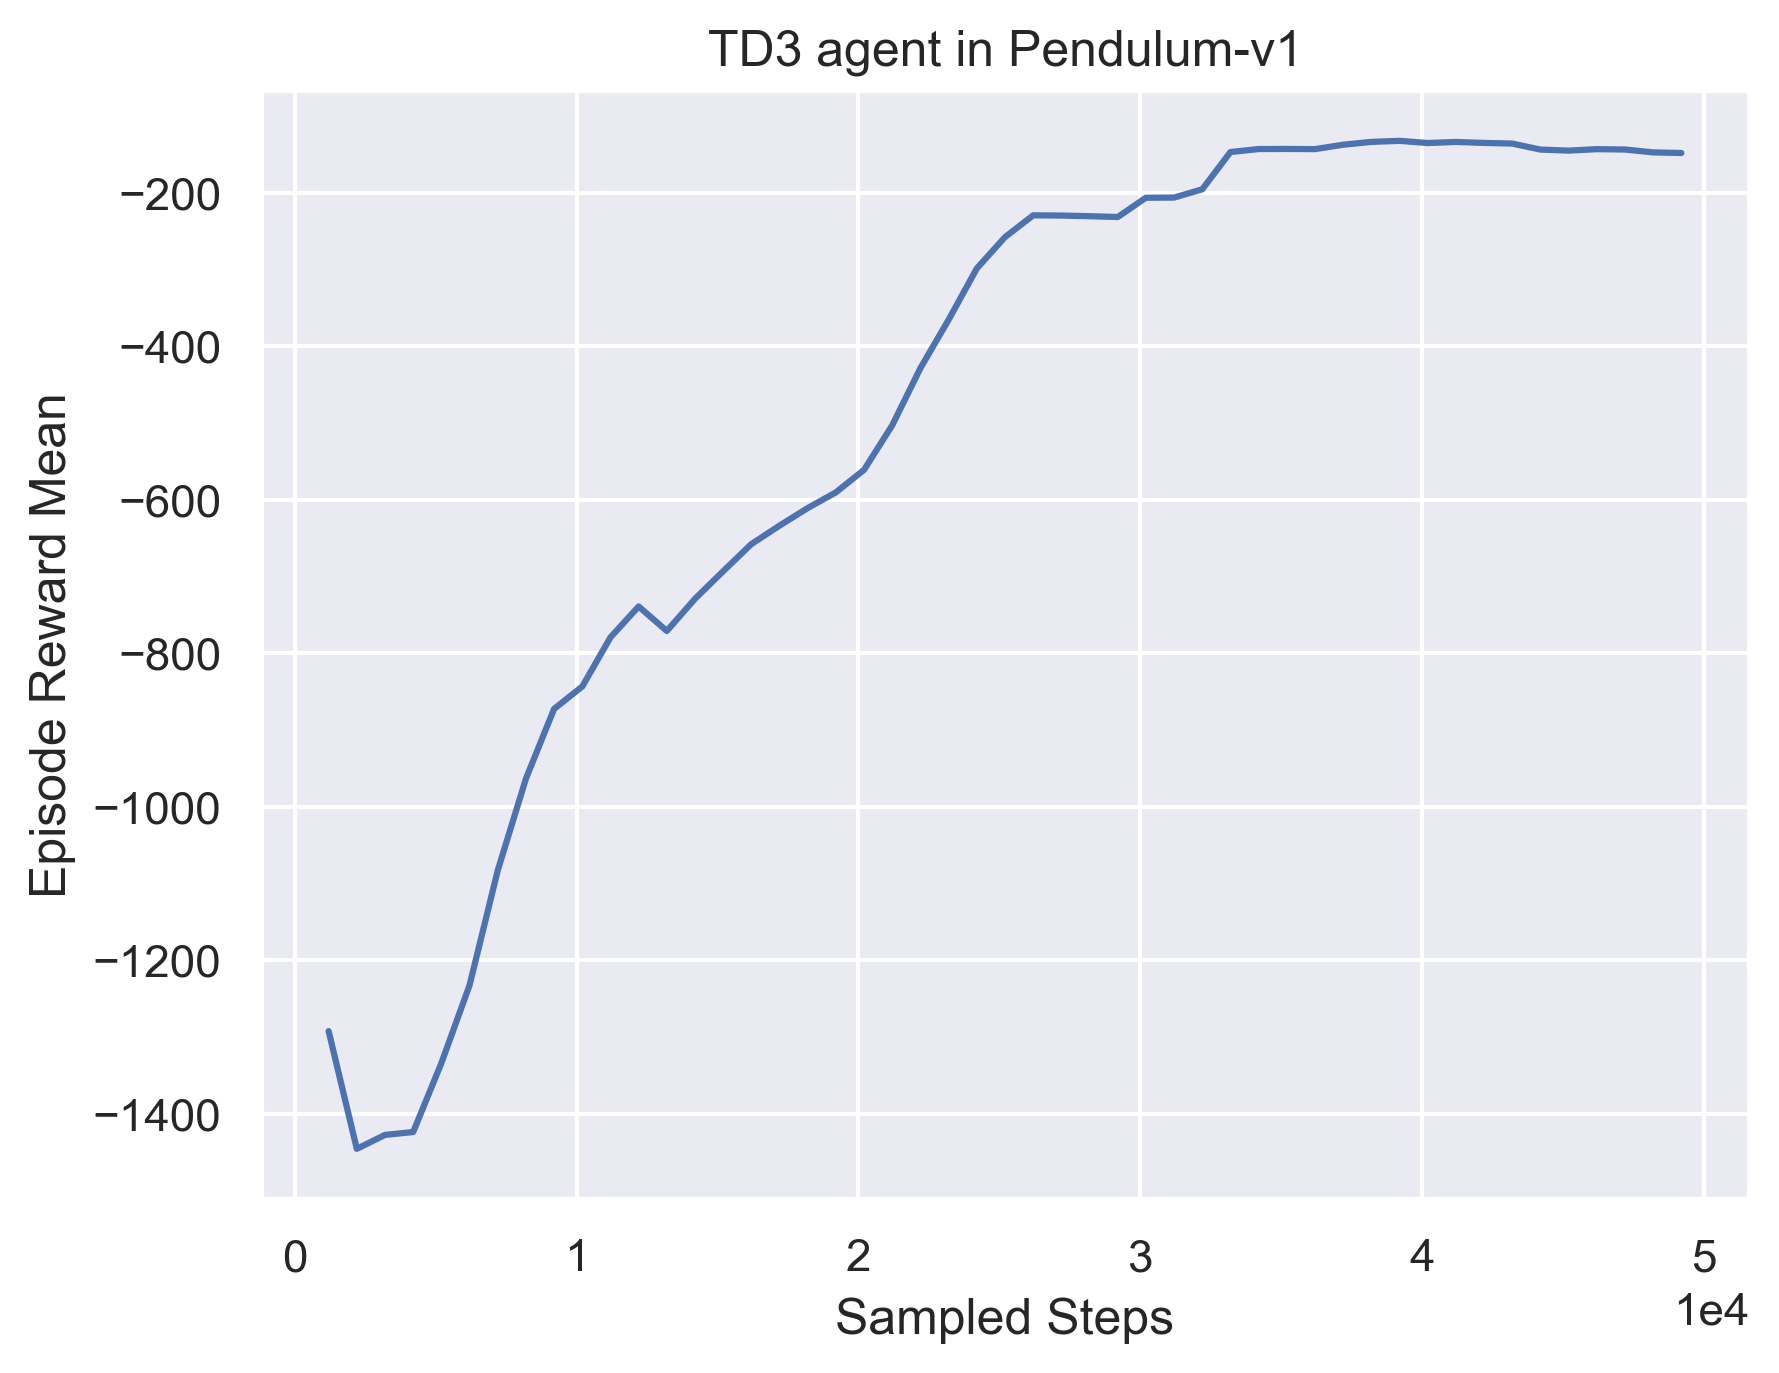 TD3 agent in Pendulum-v1
Episode Reward Mean
−200
−400
−600
−800
−1000
−1200
−1400
0 1 2 3 4 5
1e4
Sampled Steps